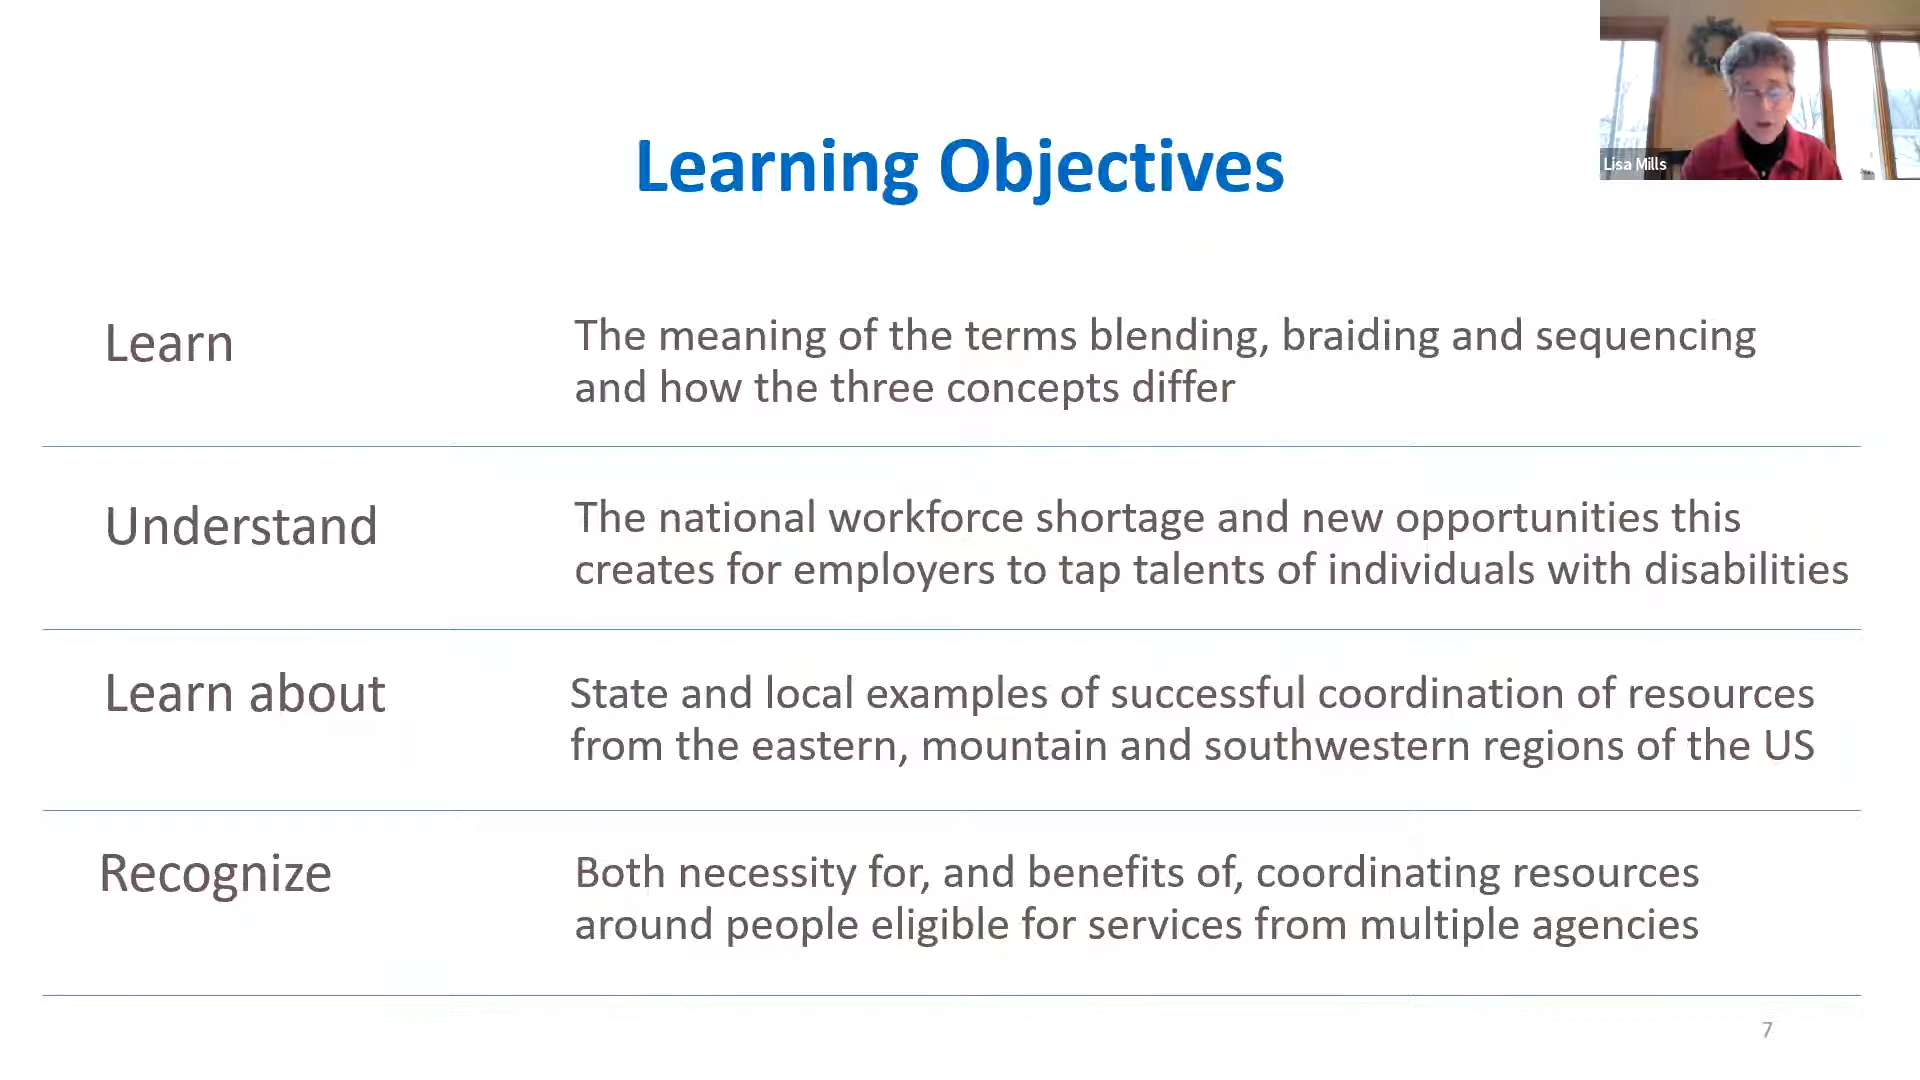 Lisa Mills
Learning Objectives
Learn
The meaning of the terms blending, braiding and sequencing
and how the three concepts differ
Understand
The national workforce shortage and new opportunities this
creates for employers to tap talents of individuals with disabilities
Learn about
State and local examples of successful coordination of resources
from the eastern, mountain and southwestern regions of the US
Recognize
Both necessity for, and benefits of, coordinating resources
around people eligible for services from multiple agencies
7